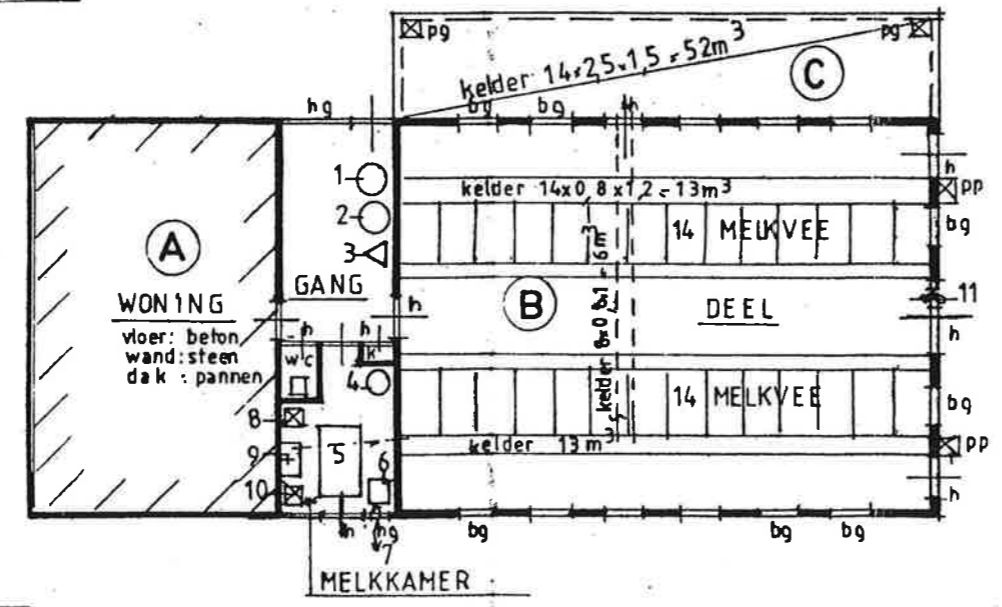 pg
pg
kelder 14x2,5x1,5 = 52m3
C
hg
bg
bg
h
h
1
kelder 14x0,8x1,2 = 13m3
pp
2
bg
14 MELKVEE
A
3
GANG
B
11
WONING
h
DEEL
vloer: beton
h
h
h
wand: steen
wc
k
dak : pannen
4
14 MELKVEE
bg
8
5
kelder 13m3
pp
9
6
10
h
h
hg
bg
bg
bg
7
MELKKAMER